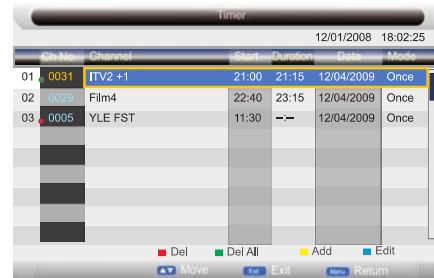 Timer
12/01/2008 18:02:25
Ch No. Channel Start Duration Date Mode
01 0031 ITV2 +1 21:00 21:15 12/04/2009 Once
02 0029 Film4 22:40 23:15 12/04/2009 Once
03 0005 YLE FST 11:30 --:-- 12/04/2009 Once
Del Del All Add Edit
Move Exit Exit Menu Return